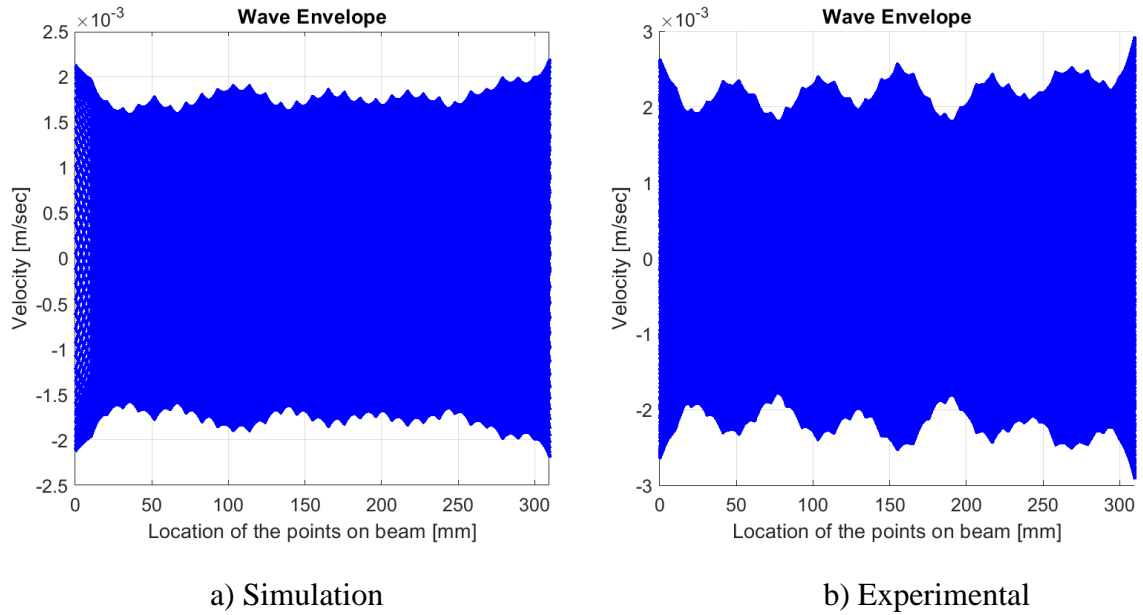 ×10⁻³
Wave Envelope
2.5
2
1.5
1
0.5
0
-0.5
-1
-1.5
-2
-2.5
Velocity [m/sec]
0 50 100 150 200 250 300
Location of the points on beam [mm]
a) Simulation
×10⁻³
Wave Envelope
3
2
1
0
-1
-2
-3
Velocity [m/sec]
0 50 100 150 200 250 300
Location of the points on beam [mm]
b) Experimental